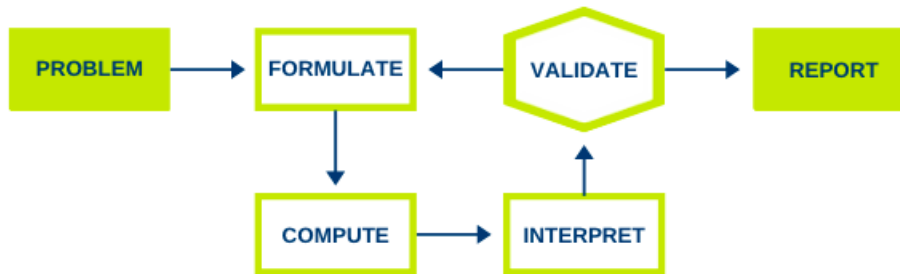 PROBLEM
FORMULATE
VALIDATE
REPORT
COMPUTE
INTERPRET